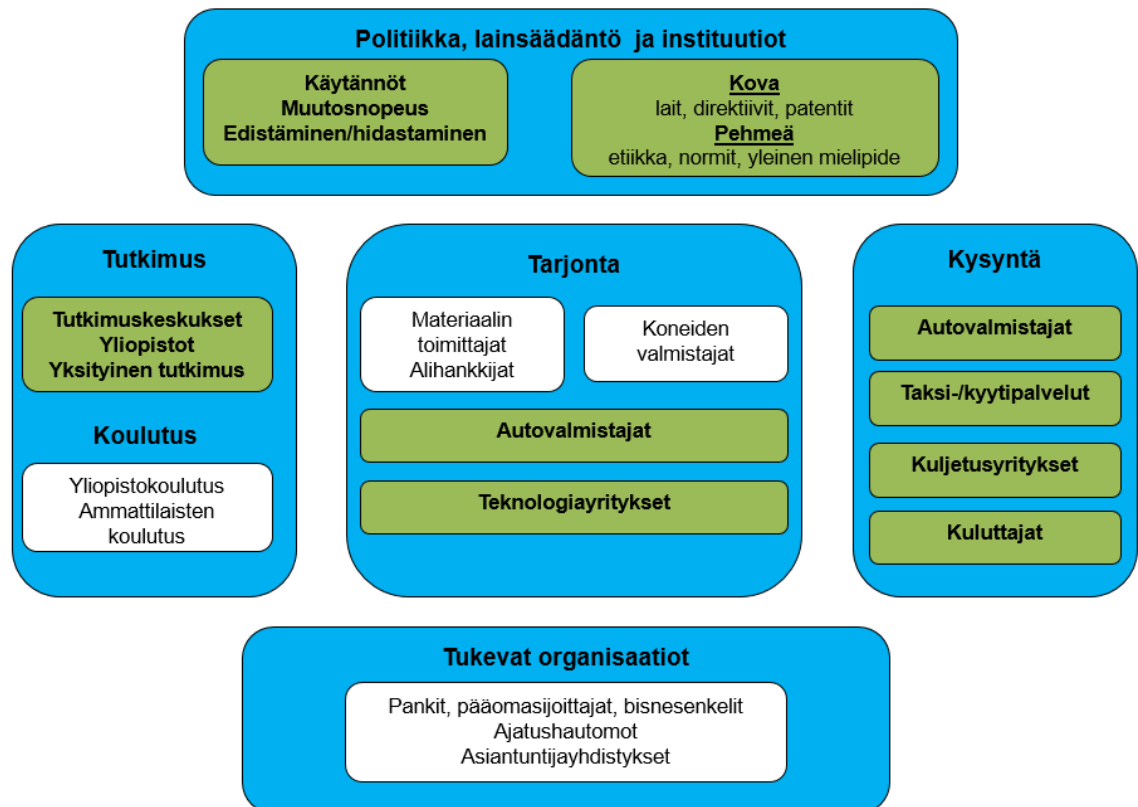 Politiikka, lainsäädäntö ja instituutiot
Käytännöt
Muutosnopeus
Edistäminen/hidastaminen
Kova
lait, direktiivit, patentit
Pehmeä
etiikka, normit, yleinen mielipide
Tutkimus
Tutkimuskeskukset
Yliopistot
Yksityinen tutkimus
Koulutus
Yliopistokoulutus
Ammattilaisten
koulutus
Tarjonta
Materiaalin
toimittajat
Alihankkijat
Koneiden
valmistajat
Autovalmistajat
Teknologiayritykset
Kysyntä
Autovalmistajat
Taksi-/kyytipalvelut
Kuljetusyritykset
Kuluttajat
Tukevat organisaatiot
Pankit, pääomasijoittajat, bisnesenkelit
Ajatushautomot
Asiantuntijayhdistykset